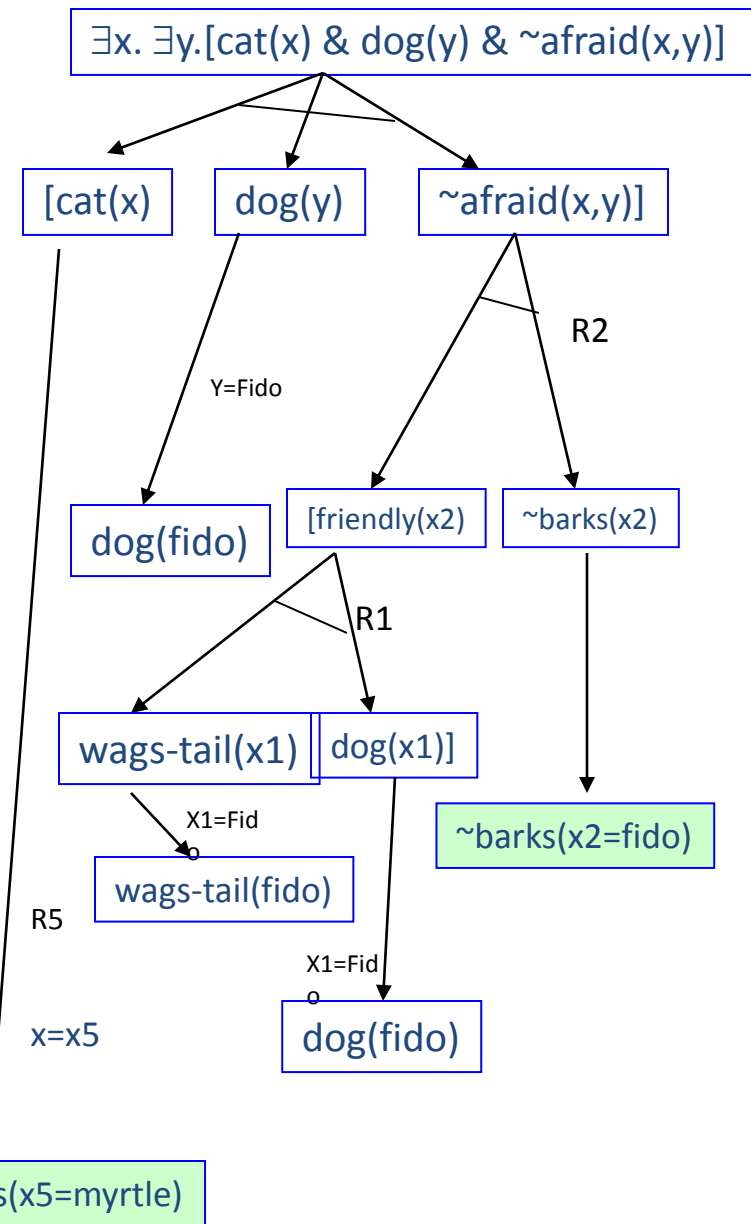 ∃x. ∃y.[cat(x) & dog(y) & ~afraid(x,y)]
[cat(x)
dog(y)
~afraid(x,y)]
R2
Y=Fido
dog(fido)
[friendly(x2)
~barks(x2)
R1
wags-tail(x1)
dog(x1)]
X1=Fid
o
~barks(x2=fido)
wags-tail(fido)
R5
X1=Fid
o
dog(fido)
x=x5
s(x5=myrtle)